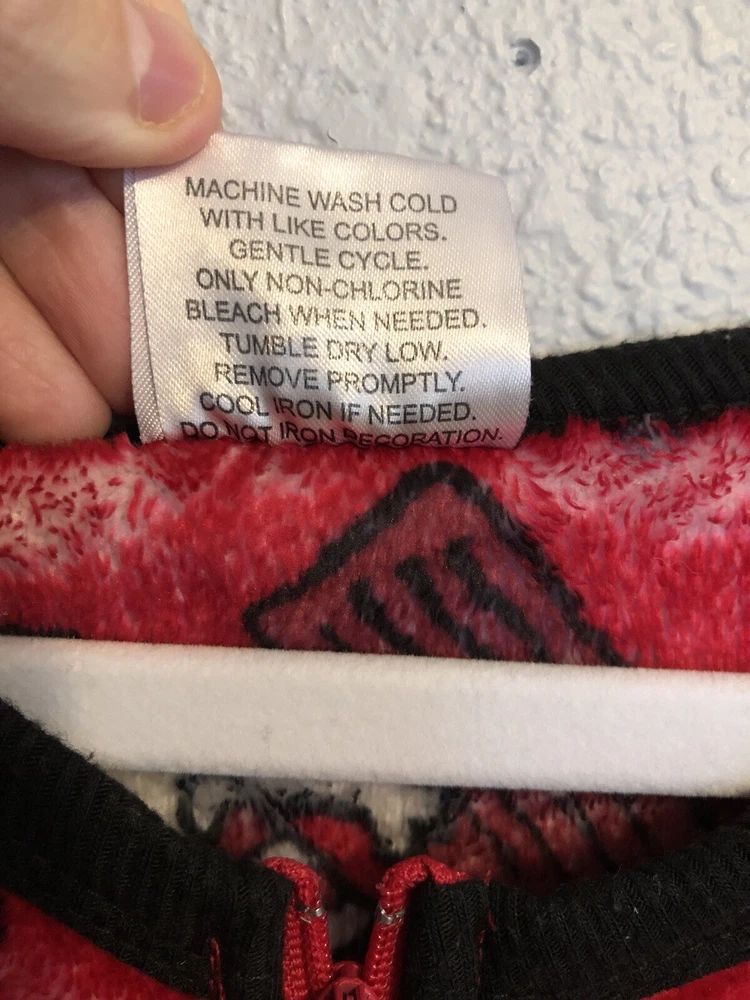 MACHINE WASH COLD
WITH LIKE COLORS.
GENTLE CYCLE.
ONLY NON-CHLORINE
BLEACH WHEN NEEDED.
TUMBLE DRY LOW.
REMOVE PROMPTLY.
COOL IRON IF NEEDED.
DO NOT IRON DECORATION.